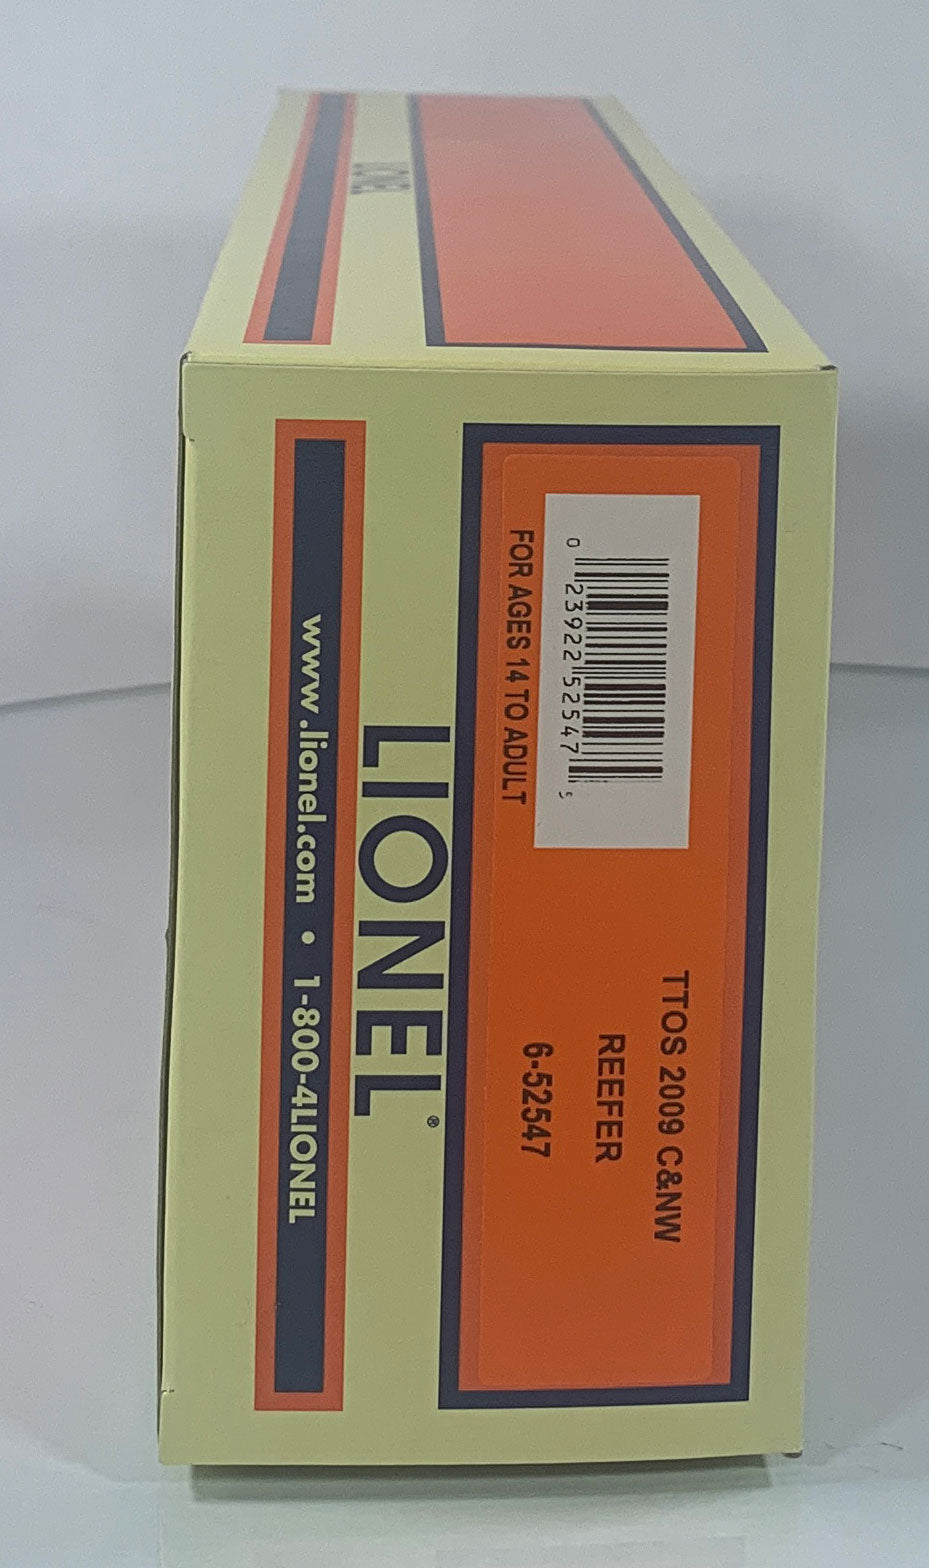 TTOS 2009 C&NW
REEFER
6-52547
0 23922 52547 5
FOR AGES 14 TO ADULT
LIONEL®
www.lionel.com • 1-800-4LIONEL
LIONEL